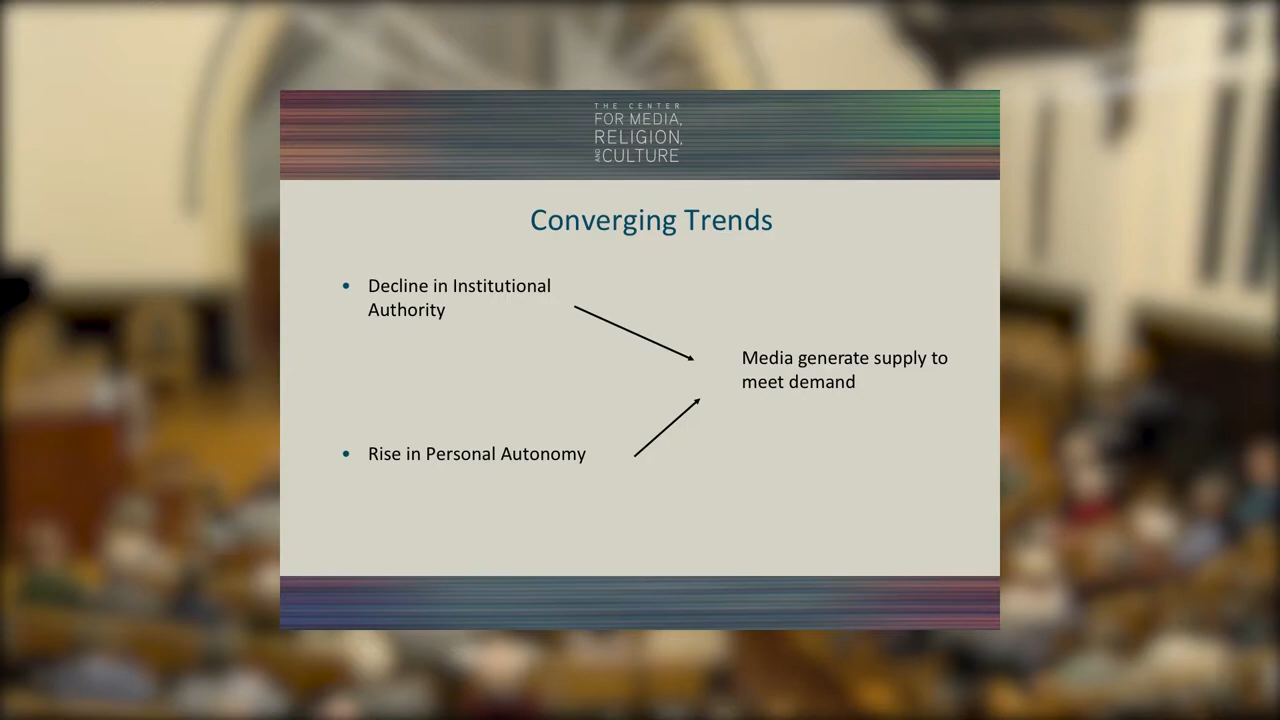 THE CENTER
FOR MEDIA,
RELIGION,
AND CULTURE
Converging Trends
• Decline in Institutional
Authority
Media generate supply to
meet demand
• Rise in Personal Autonomy